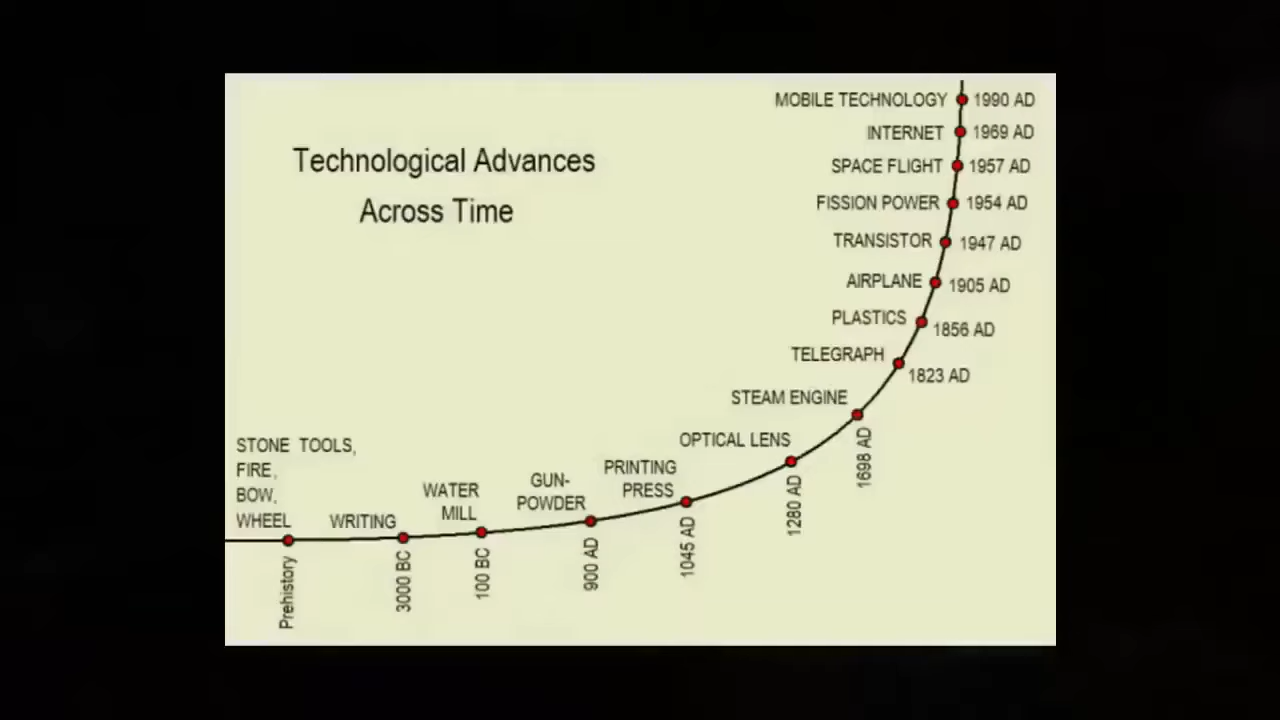 Technological Advances
Across Time
MOBILE TECHNOLOGY 1990 AD
INTERNET 1969 AD
SPACE FLIGHT 1957 AD
FISSION POWER 1954 AD
TRANSISTOR 1947 AD
AIRPLANE 1905 AD
PLASTICS 1856 AD
TELEGRAPH 1823 AD
STEAM ENGINE
1698 AD
OPTICAL LENS
1280 AD
PRINTING
PRESS
1045 AD
GUN-
POWDER
900 AD
WATER
MILL
100 BC
WRITING
3000 BC
STONE TOOLS,
FIRE,
BOW,
WHEEL
Prehistory